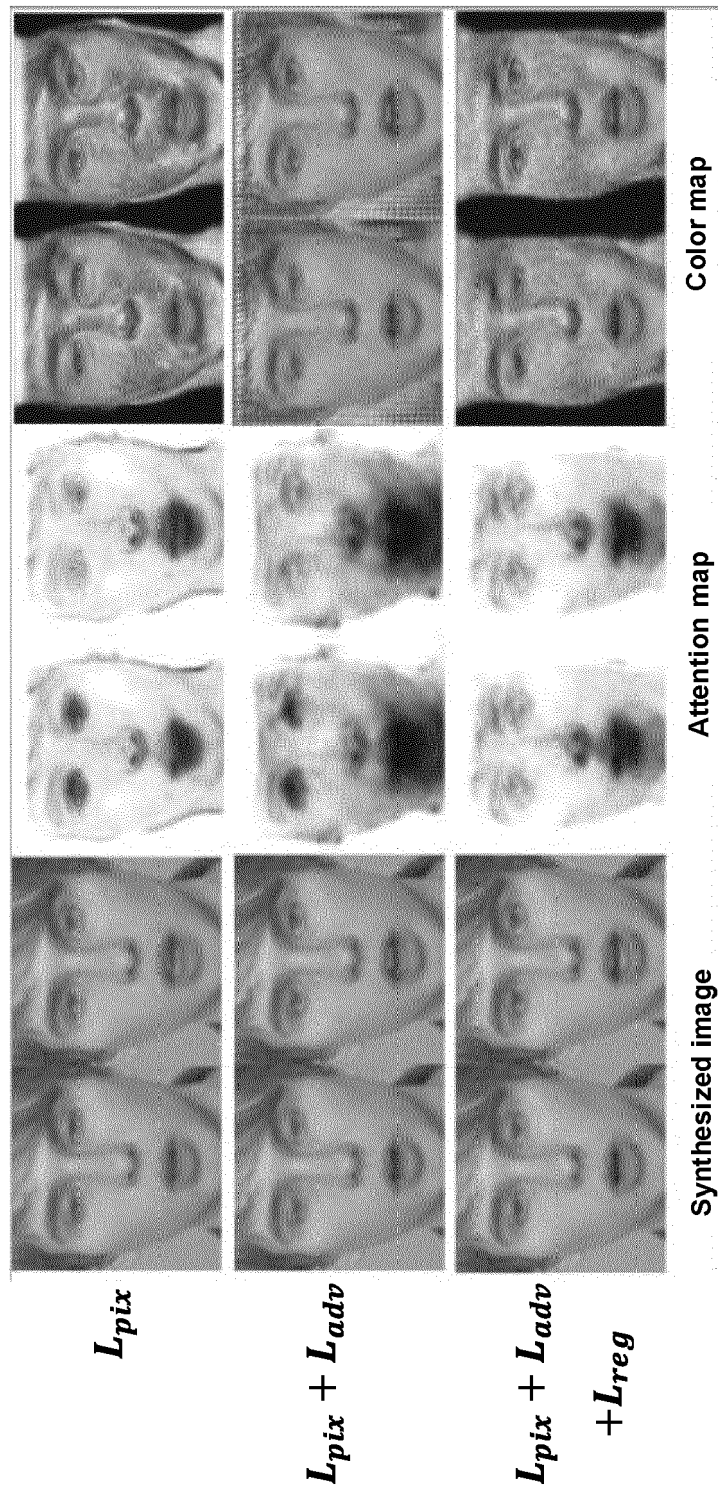 L_pix
L_pix + L_adv
L_pix + L_adv
+L_reg
Synthesized image
Attention map
Color map